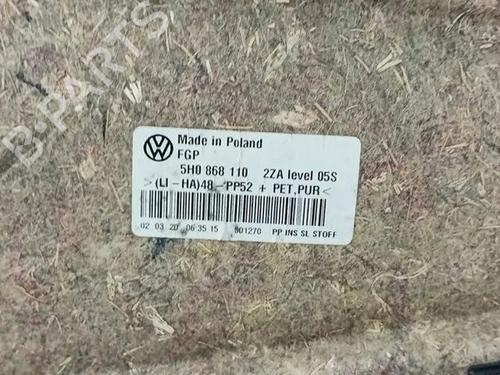 B-PARTS
Made in Poland
FGP
5H0 868 110 2ZA level 05S
>(LI-HA)48-PP52 + PET,PUR<
02 03 20 06 35 15 601270 PP INS SL STOFF